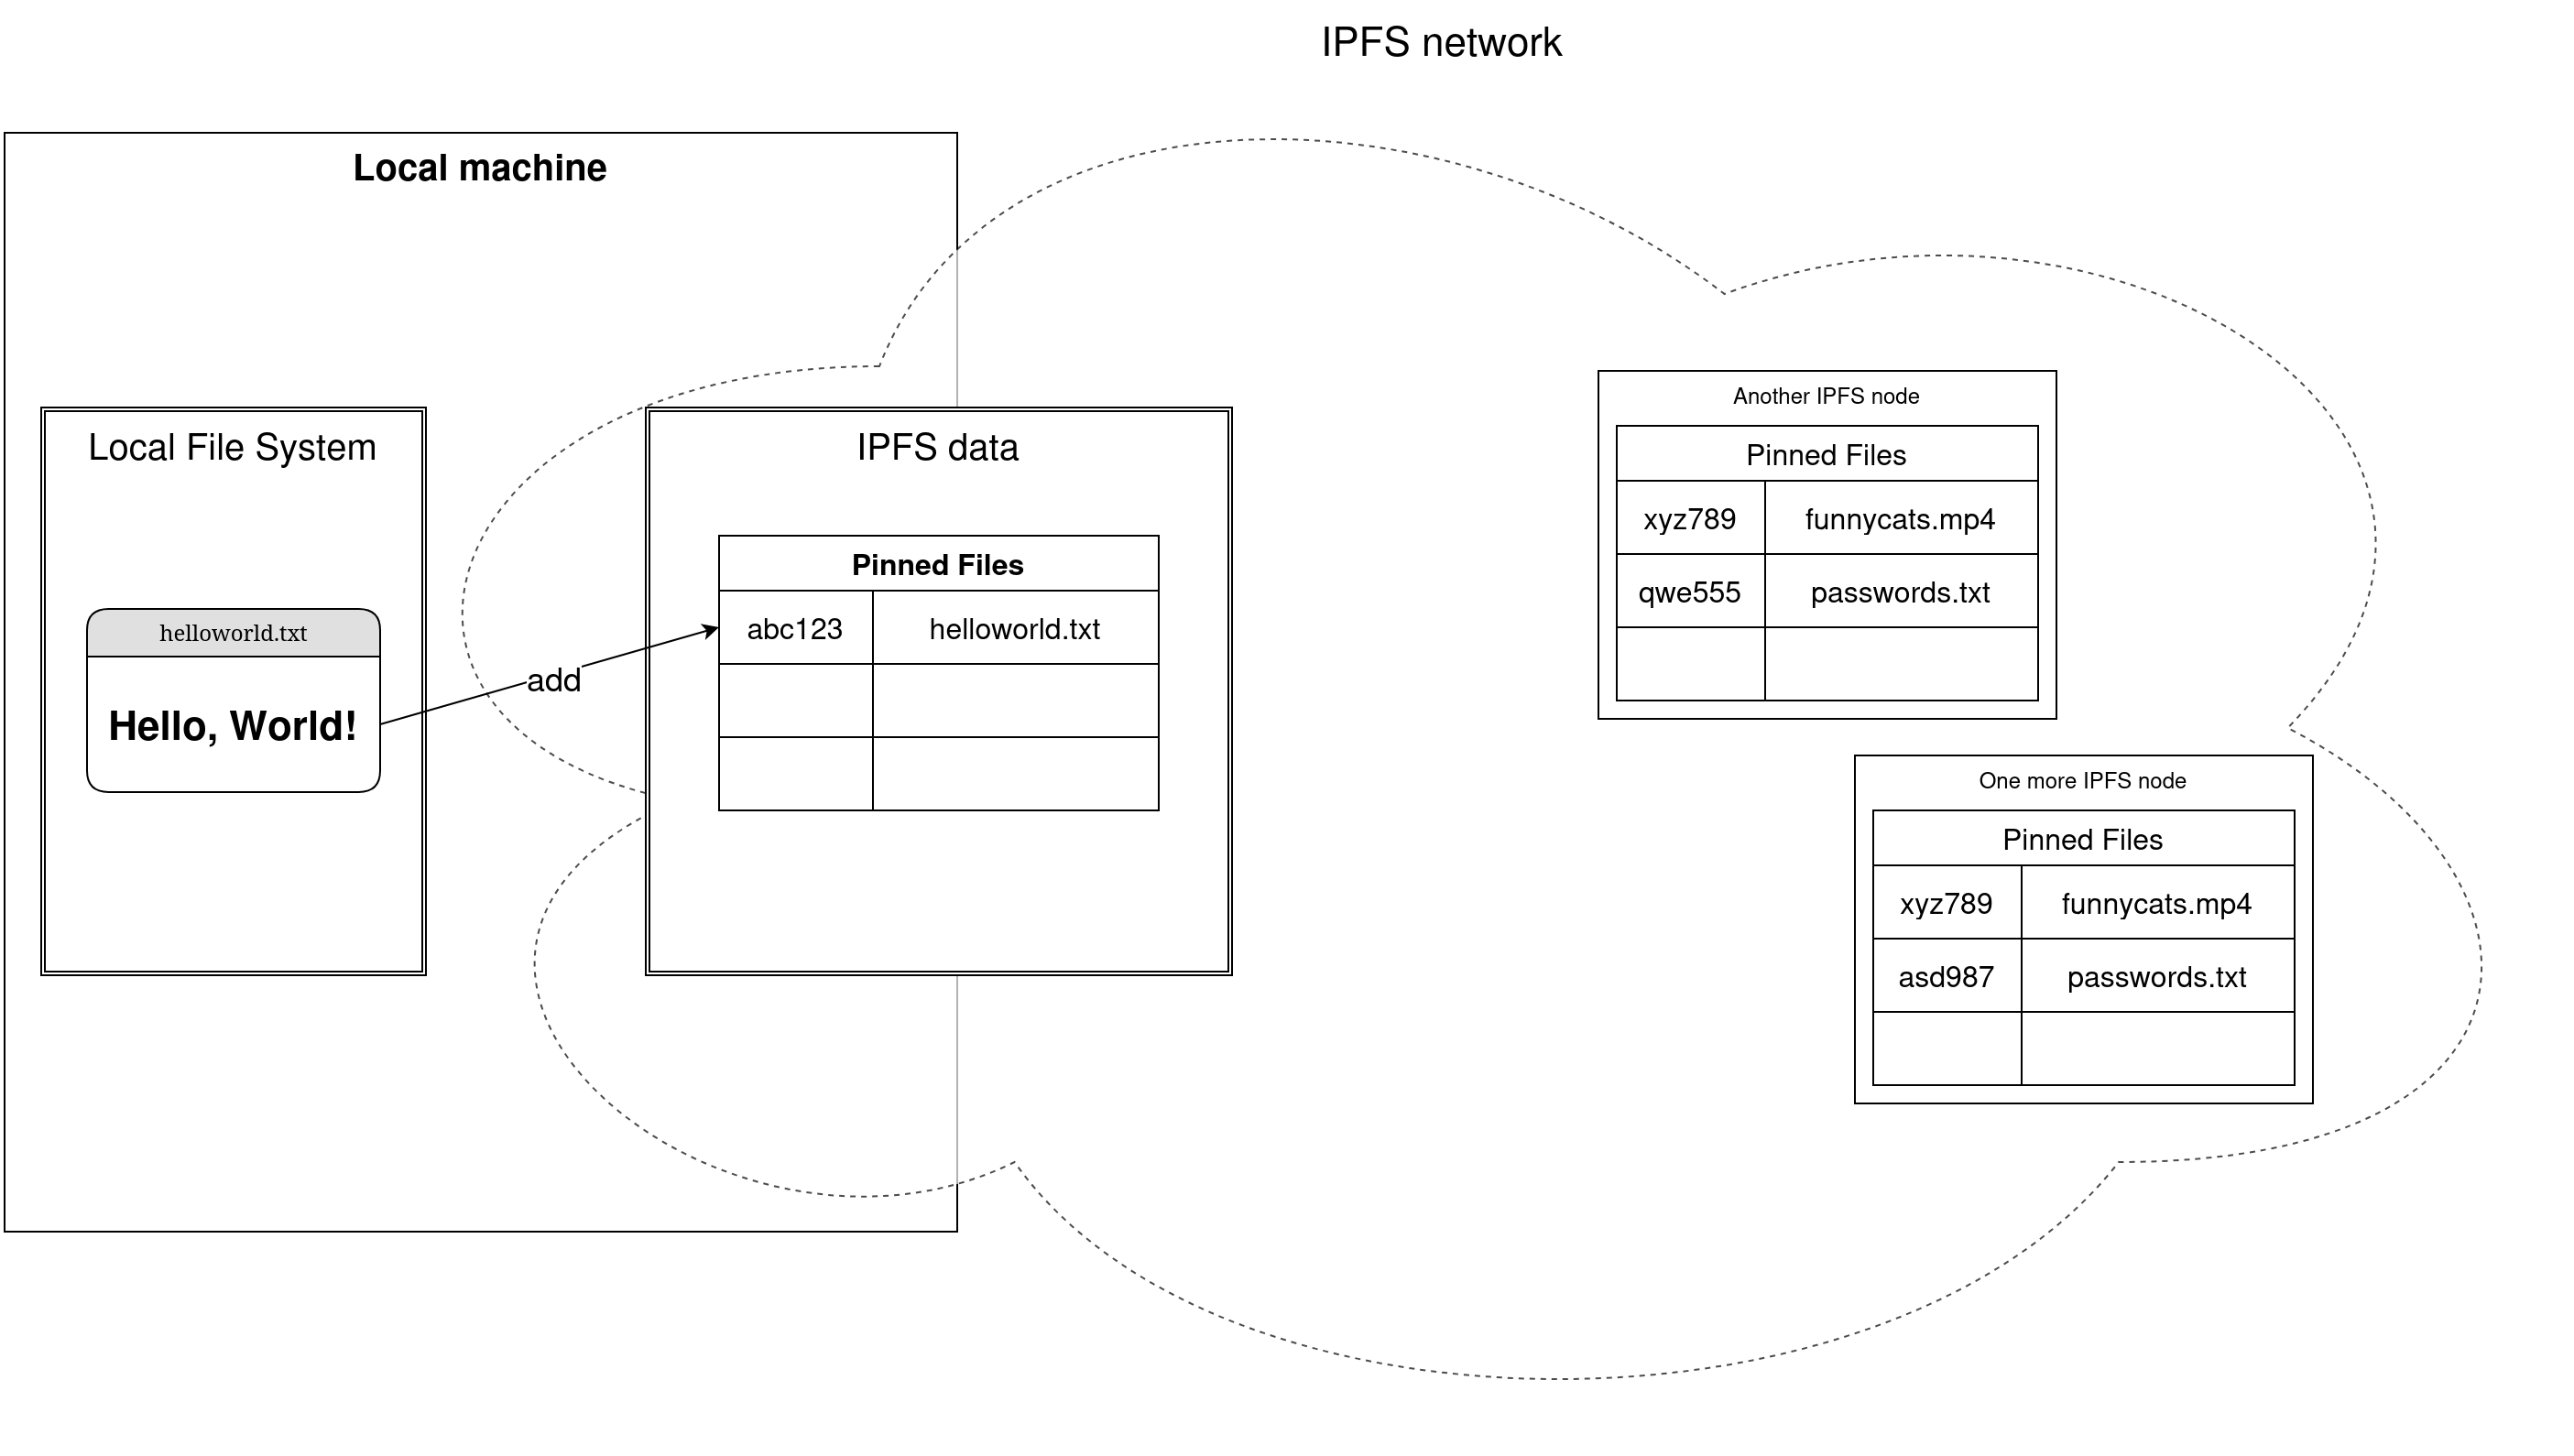 IPFS network
Local machine
Local File System
helloworld.txt
Hello, World!
add
IPFS data
Pinned Files
abc123 helloworld.txt
Another IPFS node
Pinned Files
xyz789 funnycats.mp4
qwe555 passwords.txt
One more IPFS node
Pinned Files
xyz789 funnycats.mp4
asd987 passwords.txt